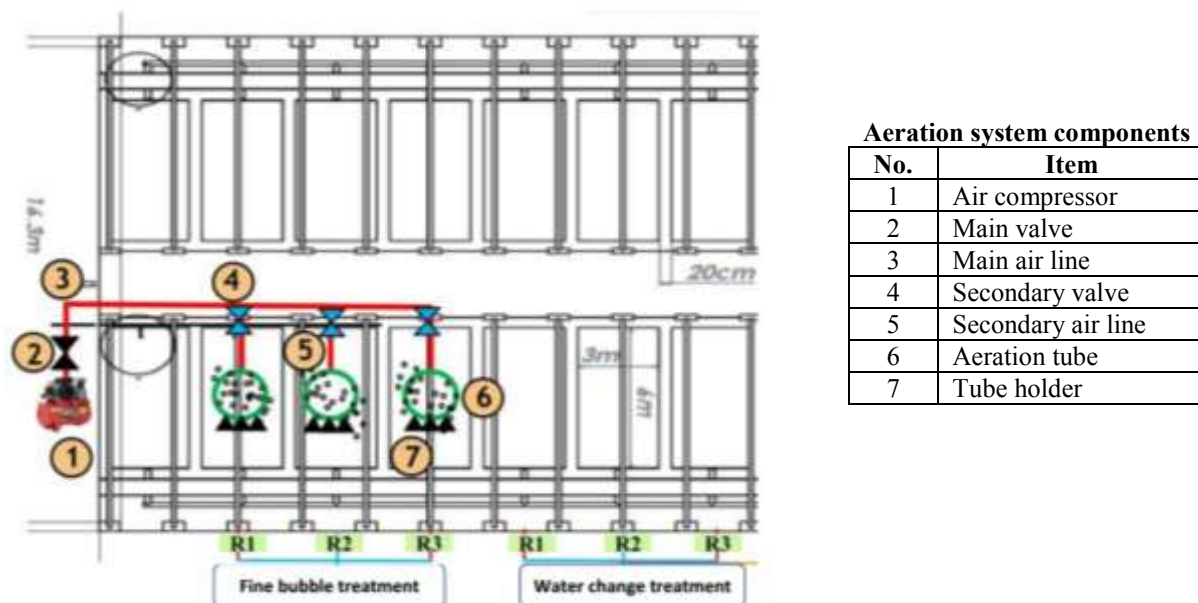 16.3m
3
4
20cm
2
5
3m
6m
6
1
7
R1 R2 R3 R1 R2 R3
Fine bubble treatment Water change treatment
Aeration system components
No. Item
1 Air compressor
2 Main valve
3 Main air line
4 Secondary valve
5 Secondary air line
6 Aeration tube
7 Tube holder